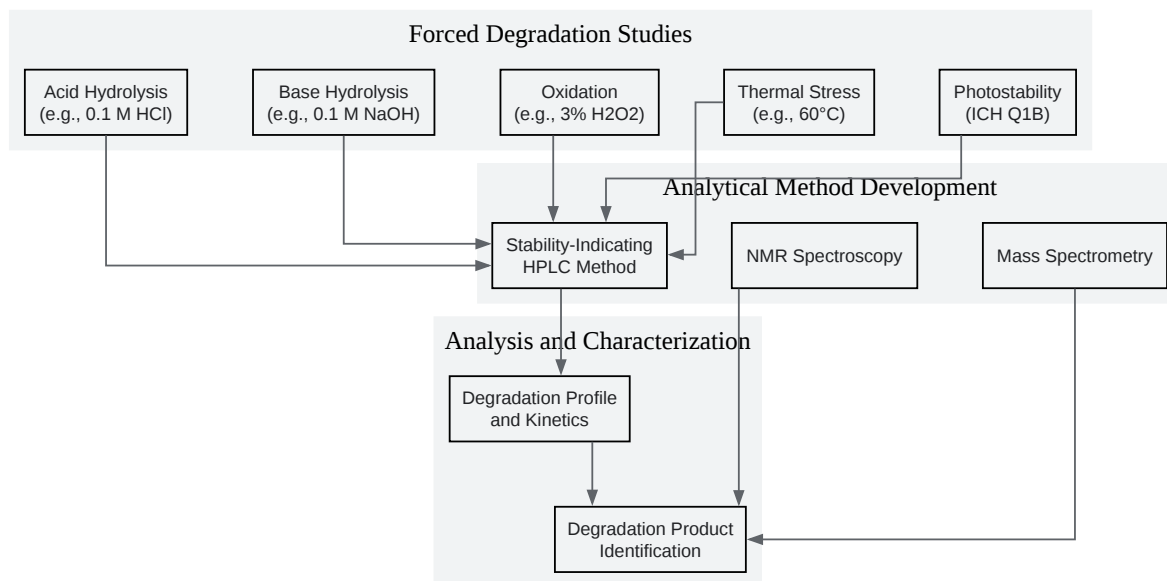 Forced Degradation Studies
Acid Hydrolysis
(e.g., 0.1 M HCl)
Base Hydrolysis
(e.g., 0.1 M NaOH)
Oxidation
(e.g., 3% H2O2)
Thermal Stress
(e.g., 60°C)
Photostability
(ICH Q1B)
Analytical Method Development
Stability-Indicating
HPLC Method
NMR Spectroscopy
Mass Spectrometry
Analysis and Characterization
Degradation Profile
and Kinetics
Degradation Product
Identification